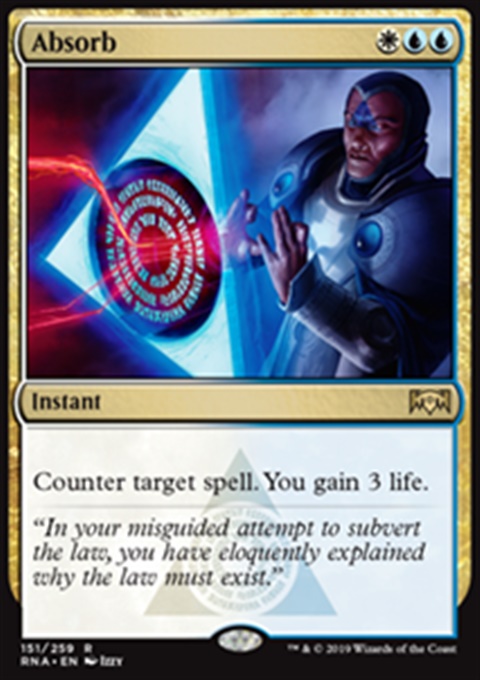 Absorb
Instant
Counter target spell. You gain 3 life.
“In your misguided attempt to subvert
the law, you have eloquently explained
why the law must exist.”
151/259 R
RNA • EN Izzy
™ & © 2019 Wizards of the Coast